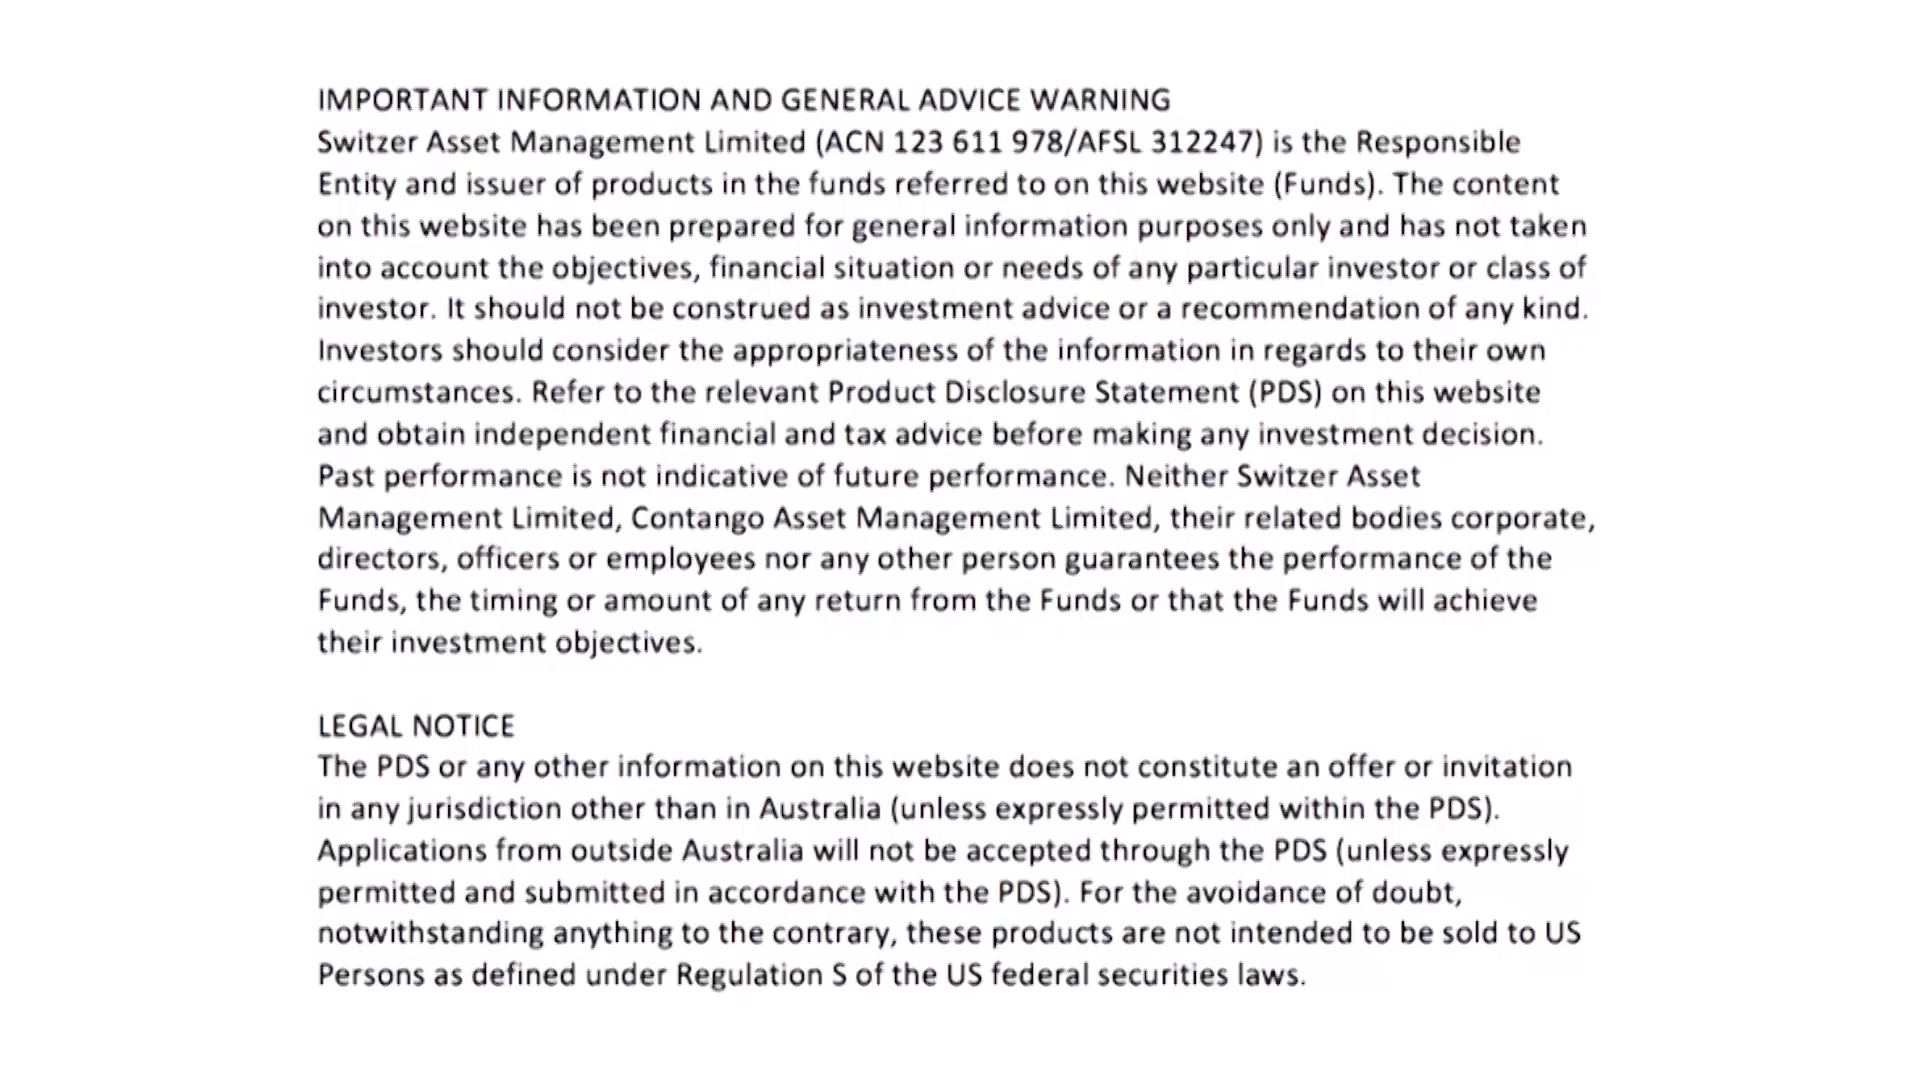 IMPORTANT INFORMATION AND GENERAL ADVICE WARNING
Switzer Asset Management Limited (ACN 123 611 978/AFSL 312247) is the Responsible
Entity and issuer of products in the funds referred to on this website (Funds). The content
on this website has been prepared for general information purposes only and has not taken
into account the objectives, financial situation or needs of any particular investor or class of
investor. It should not be construed as investment advice or a recommendation of any kind.
Investors should consider the appropriateness of the information in regards to their own
circumstances. Refer to the relevant Product Disclosure Statement (PDS) on this website
and obtain independent financial and tax advice before making any investment decision.
Past performance is not indicative of future performance. Neither Switzer Asset
Management Limited, Contango Asset Management Limited, their related bodies corporate,
directors, officers or employees nor any other person guarantees the performance of the
Funds, the timing or amount of any return from the Funds or that the Funds will achieve
their investment objectives.
LEGAL NOTICE
The PDS or any other information on this website does not constitute an offer or invitation
in any jurisdiction other than in Australia (unless expressly permitted within the PDS).
Applications from outside Australia will not be accepted through the PDS (unless expressly
permitted and submitted in accordance with the PDS). For the avoidance of doubt,
notwithstanding anything to the contrary, these products are not intended to be sold to US
Persons as defined under Regulation S of the US federal securities laws.